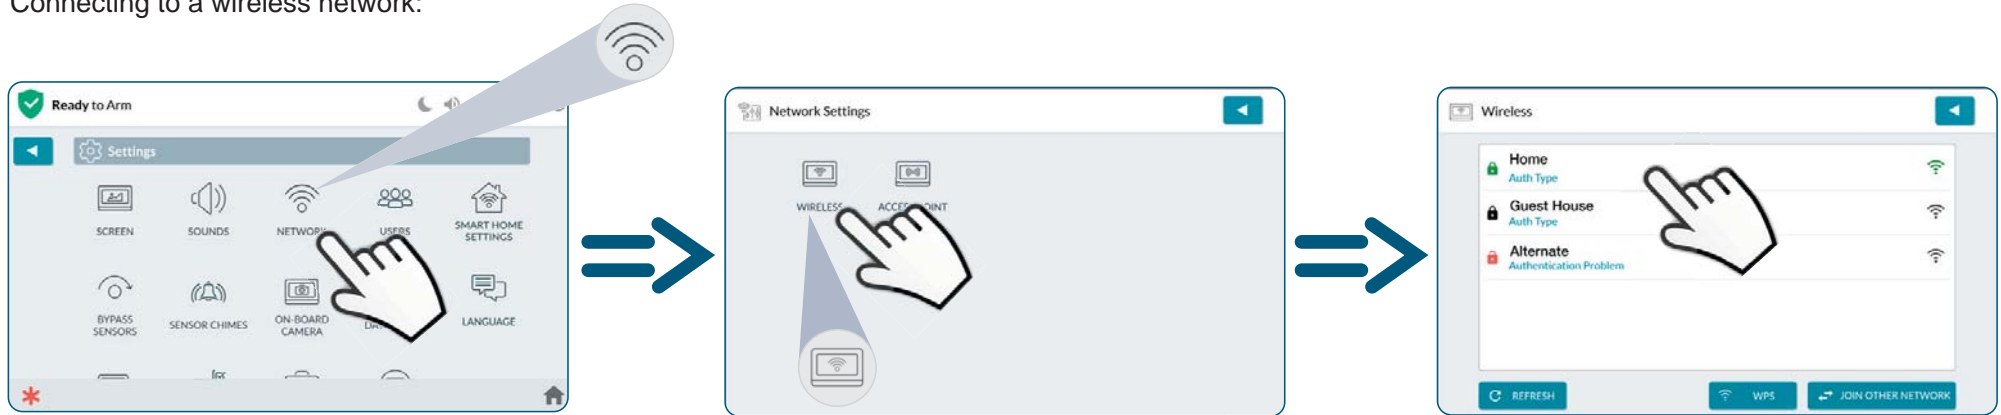 Connecting to a wireless network:
Ready to Arm
Settings
SCREEN
SOUNDS
NETWORK
USERS
SMART HOME
SETTINGS
BYPASS
SENSORS
SENSOR CHIMES
ON-BOARD
CAMERA
LANGUAGE
Network Settings
WIRELESS
ACCESS POINT
Wireless
Home
Auth Type
Guest House
Auth Type
Alternate
Authentication Problem
REFRESH
WPS
JOIN OTHER NETWORK